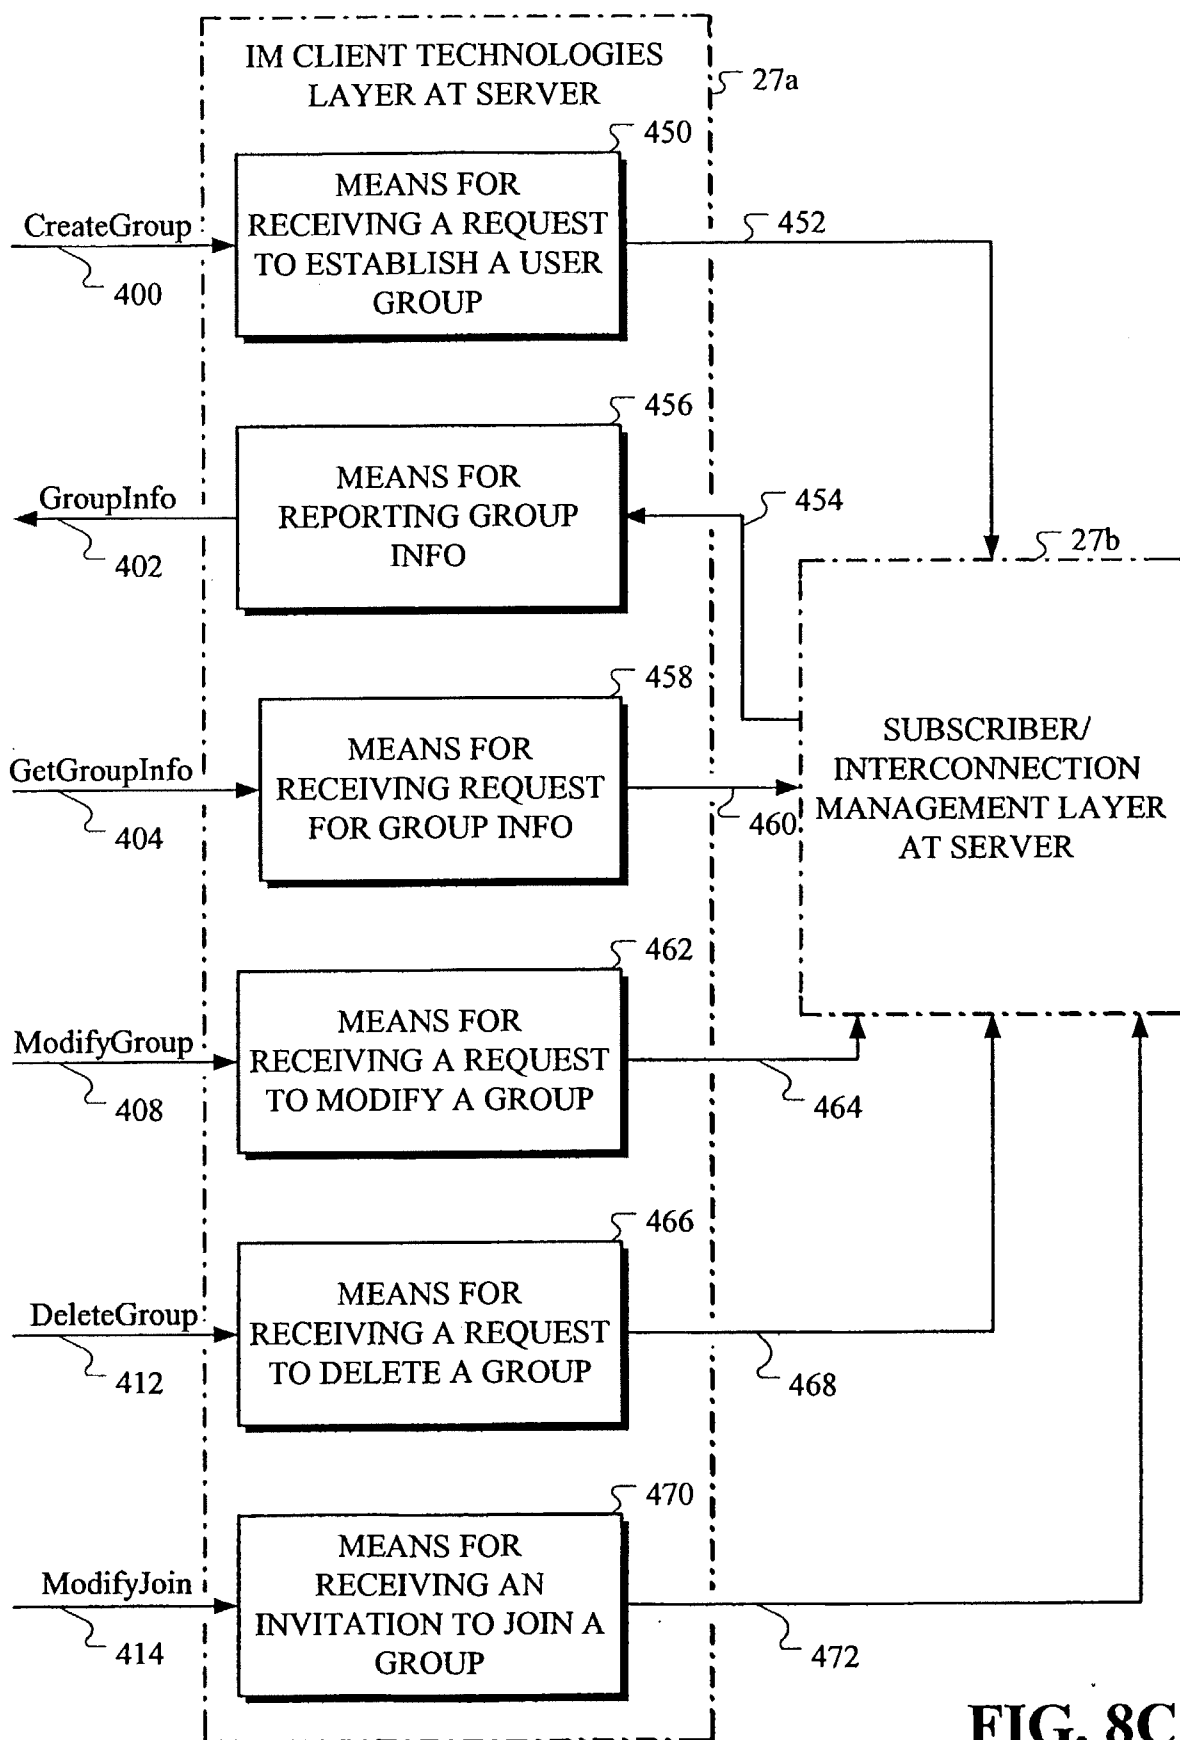 IM CLIENT TECHNOLOGIES
LAYER AT SERVER
27a
450
MEANS FOR
RECEIVING A REQUEST
TO ESTABLISH A USER
GROUP
CreateGroup
400
452
456
MEANS FOR
REPORTING GROUP
INFO
GroupInfo
402
454
27b
458
MEANS FOR
RECEIVING REQUEST
FOR GROUP INFO
GetGroupInfo
404
460
SUBSCRIBER/
INTERCONNECTION
MANAGEMENT LAYER
AT SERVER
462
MEANS FOR
RECEIVING A REQUEST
TO MODIFY A GROUP
ModifyGroup
408
464
466
MEANS FOR
RECEIVING A REQUEST
TO DELETE A GROUP
DeleteGroup
412
468
470
MEANS FOR
RECEIVING AN
INVITATION TO JOIN A
GROUP
ModifyJoin
414
472
FIG. 8C